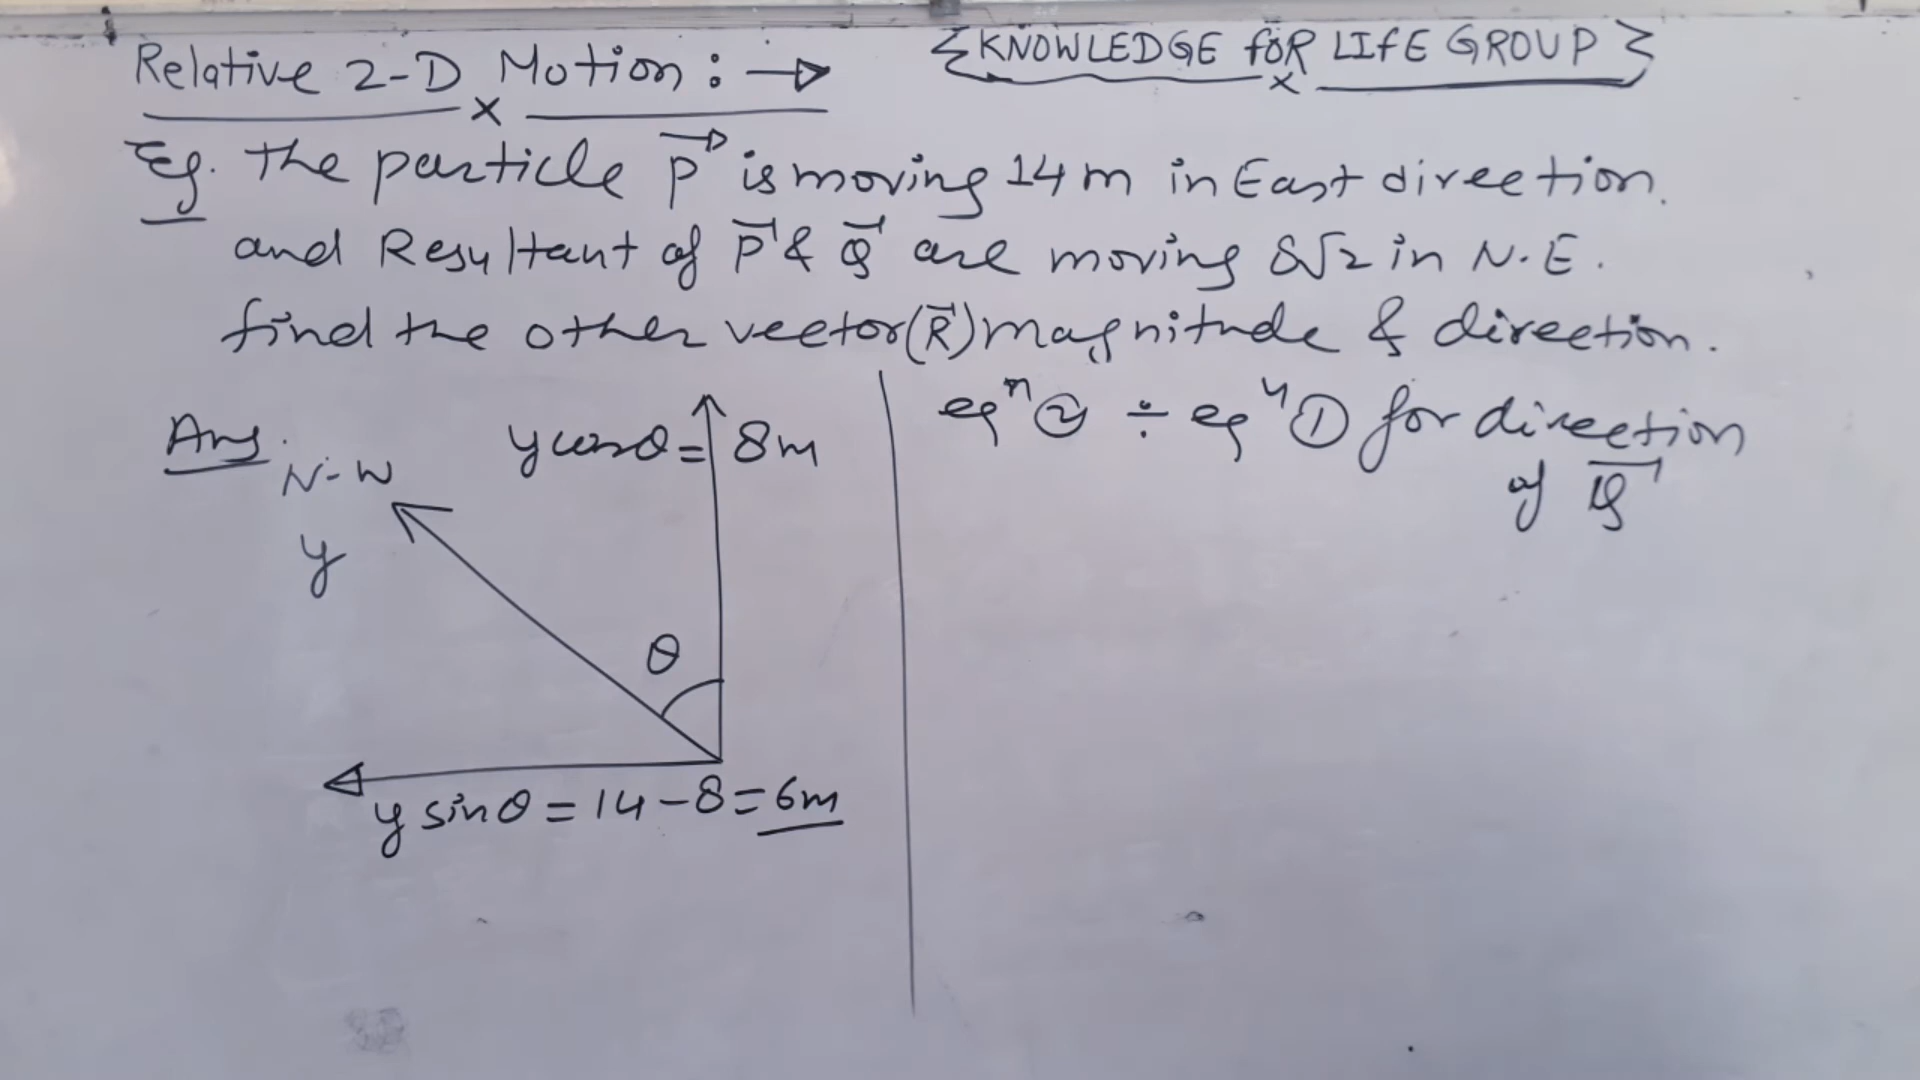 Relative 2-D Motion :→ {KNOWLEDGE FOR LIFE GROUP}
Eg. The particle P⃗ is moving 14m in East direction.
and Resultant of P⃗ & Q⃗ are moving 8√2 in N.E.
find the other vector (R⃗) magnitude & direction.
Ans.
N-W
y
y cosθ = 8m
θ
y sinθ = 14-8 = 6m
eqⁿ ② ÷ eqⁿ ① for direction
of Q⃗